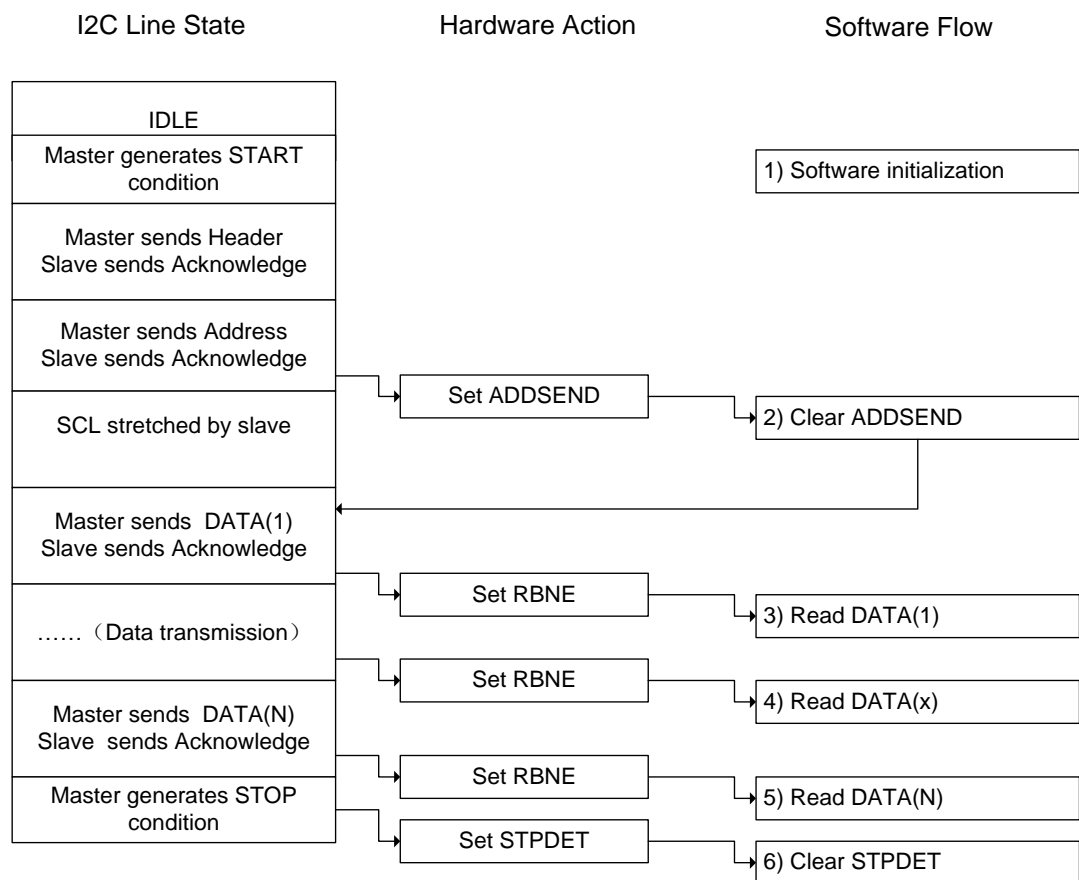 I2C Line State
Hardware Action
Software Flow
IDLE
Master generates START
condition
1) Software initialization
Master sends Header
Slave sends Acknowledge
Master sends Address
Slave sends Acknowledge
Set ADDSEND
2) Clear ADDSEND
SCL stretched by slave
Master sends DATA(1)
Slave sends Acknowledge
Set RBNE
3) Read DATA(1)
……（Data transmission）
Set RBNE
4) Read DATA(x)
Master sends DATA(N)
Slave sends Acknowledge
Set RBNE
5) Read DATA(N)
Master generates STOP
condition
Set STPDET
6) Clear STPDET